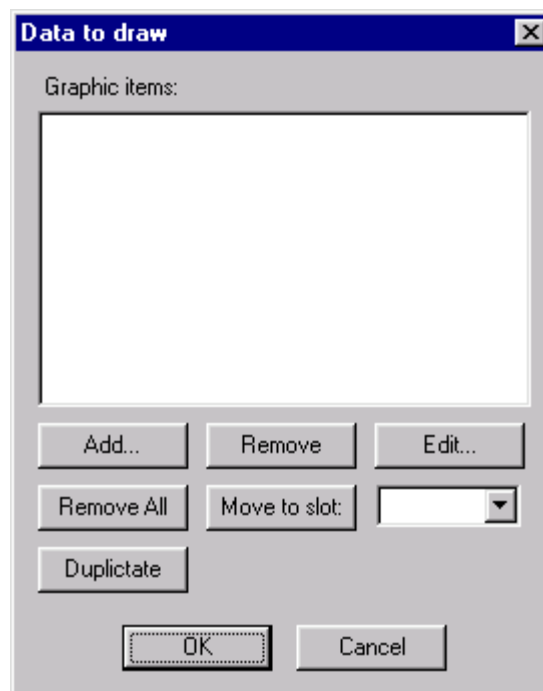 Data to draw
Graphic items:
Add... Remove Edit...
Remove All Move to slot:
Duplictate
OK Cancel